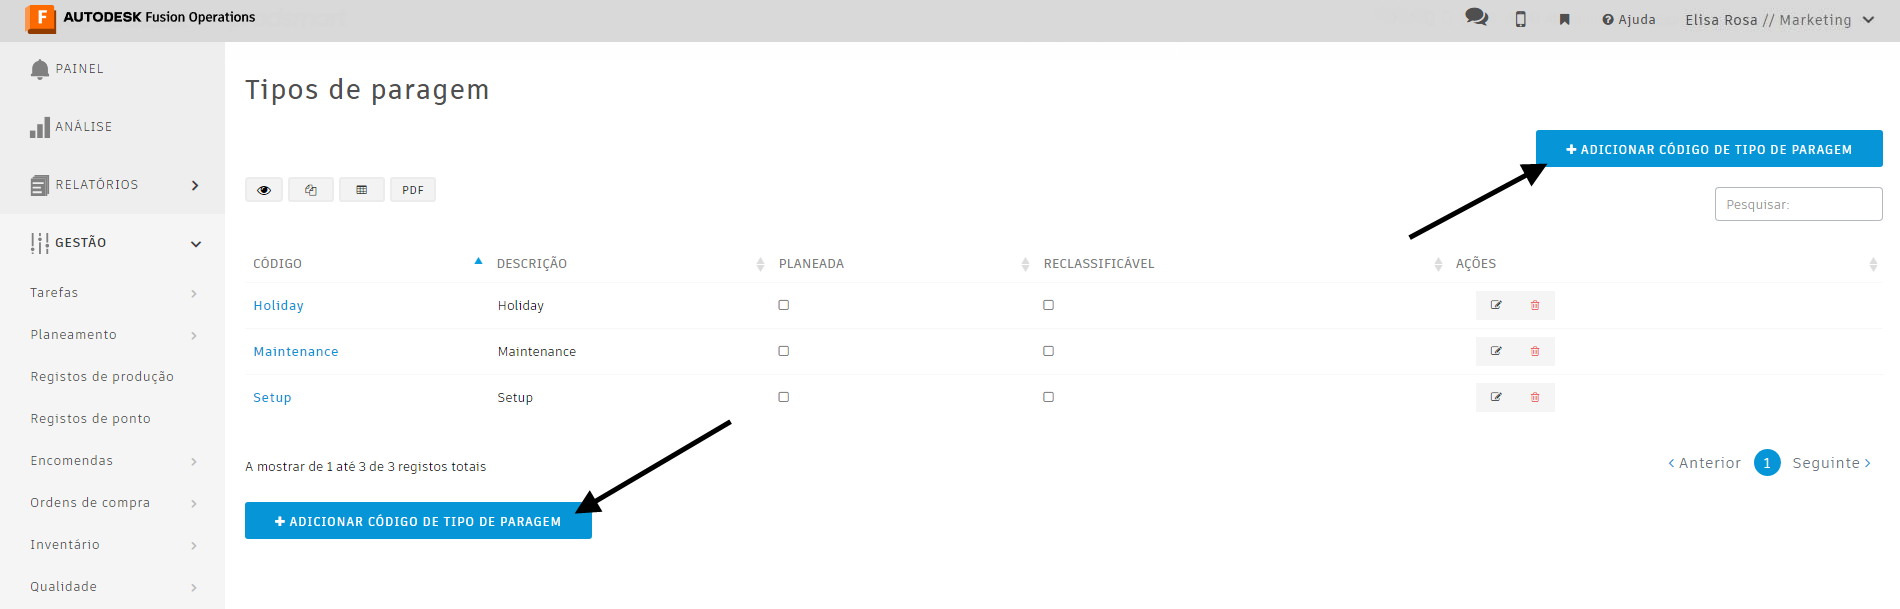 AUTODESK Fusion Operations
Ajuda
Elisa Rosa // Marketing
PAINEL
ANÁLISE
RELATÓRIOS
GESTÃO
Tarefas
Planeamento
Registos de produção
Registos de ponto
Encomendas
Ordens de compra
Inventário
Qualidade
Tipos de paragem
ADICIONAR CÓDIGO DE TIPO DE PARAGEM
PDF
Pesquisar:
CÓDIGO DESCRIÇÃO PLANEADA RECLASSIFICÁVEL AÇÕES
Holiday Holiday
Maintenance Maintenance
Setup Setup
A mostrar de 1 até 3 de 3 registos totais
Anterior 1 Seguinte
ADICIONAR CÓDIGO DE TIPO DE PARAGEM